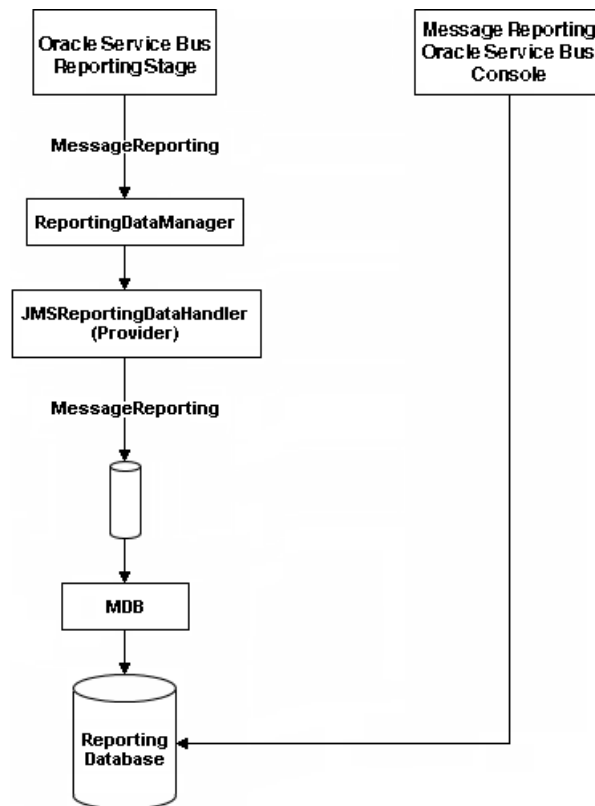 Oracle Service Bus
ReportingStage
Message Reporting
Oracle Service Bus
Console
MessageReporting
ReportingDataManager
JMSReportingDataHandler
(Provider)
MessageReporting
MDB
Reporting
Database